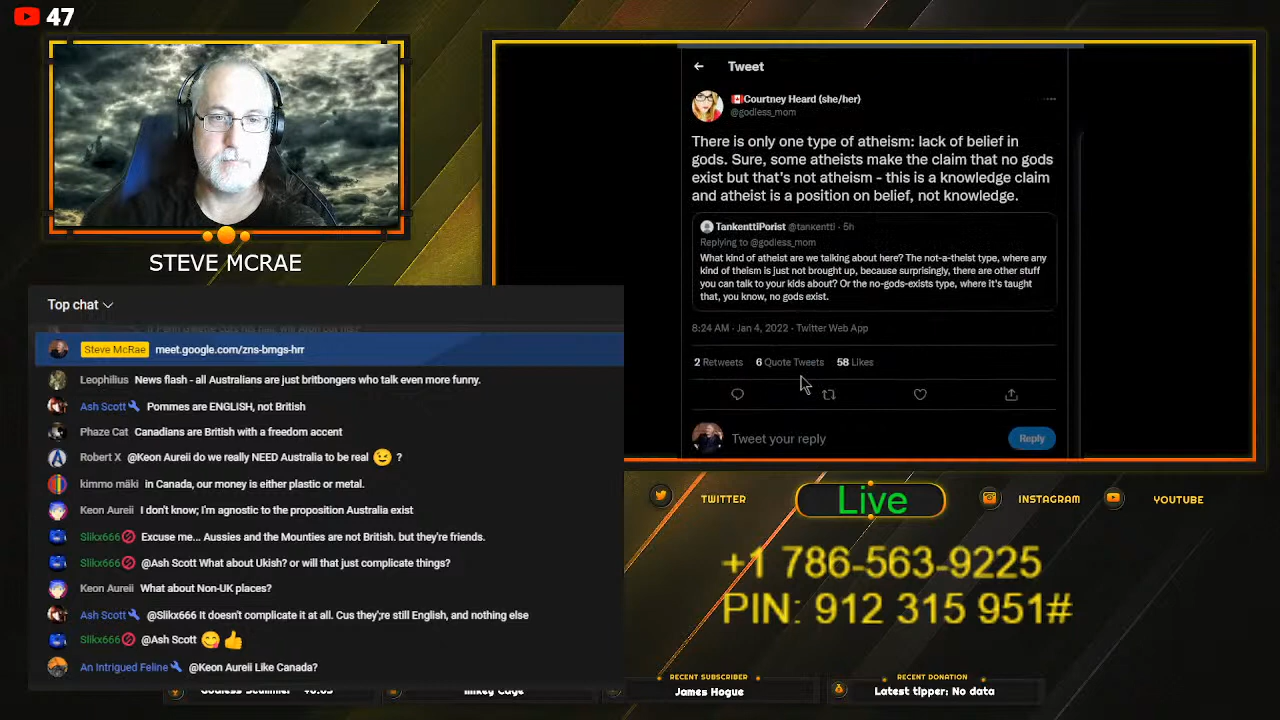 47
STEVE MCRAE
Tweet
Courtney Heard (she/her)
@godless_mom
There is only one type of atheism: lack of belief in
gods. Sure, some atheists make the claim that no gods
exist but that's not atheism - this is a knowledge claim
and atheist is a position on belief, not knowledge.
TankenttiPorist @tankentti · 5h
Replying to @godless_mom
What kind of atheist are we talking about here? The not-a-theist type, where any
kind of theism is just not brought up, because surprisingly, there are other stuff
you can talk to your kids about? Or the no-gods-exists type, where it's taught
that, you know, no gods exist.
8:24 AM · Jan 4, 2022 · Twitter Web App
2 Retweets 6 Quote Tweets 58 Likes
Tweet your reply
Reply
Top chat
Steve McRae meet.google.com/zns-bmgs-hrr
Leophilius News flash - all Australians are just britbongers who talk even more funny.
Ash Scott Pommes are ENGLISH, not British
Phaze Cat Canadians are British with a freedom accent
Robert X @Keon Aureii do we really NEED Australia to be real 😉 ?
kimmo mäki in Canada, our money is either plastic or metal.
Keon Aureii I don't know; I'm agnostic to the proposition Australia exist
Slikx666 Excuse me... Aussies and the Mounties are not British. but they're friends.
Slikx666 @Ash Scott What about Ukish? or will that just complicate things?
Keon Aureii What about Non-UK places?
Ash Scott @Slikx666 It doesn't complicate it at all. Cus they;re still English, and nothing else
Slikx666 @Ash Scott 😋 👍
An Intrigued Feline @Keon Aureii Like Canada?
TWITTER
Live
INSTAGRAM
YOUTUBE
+1 786-563-9225
PIN: 912 315 951#
RECENT SUBSCRIBER
James Hogue
RECENT DONATION
Latest tipper: No data